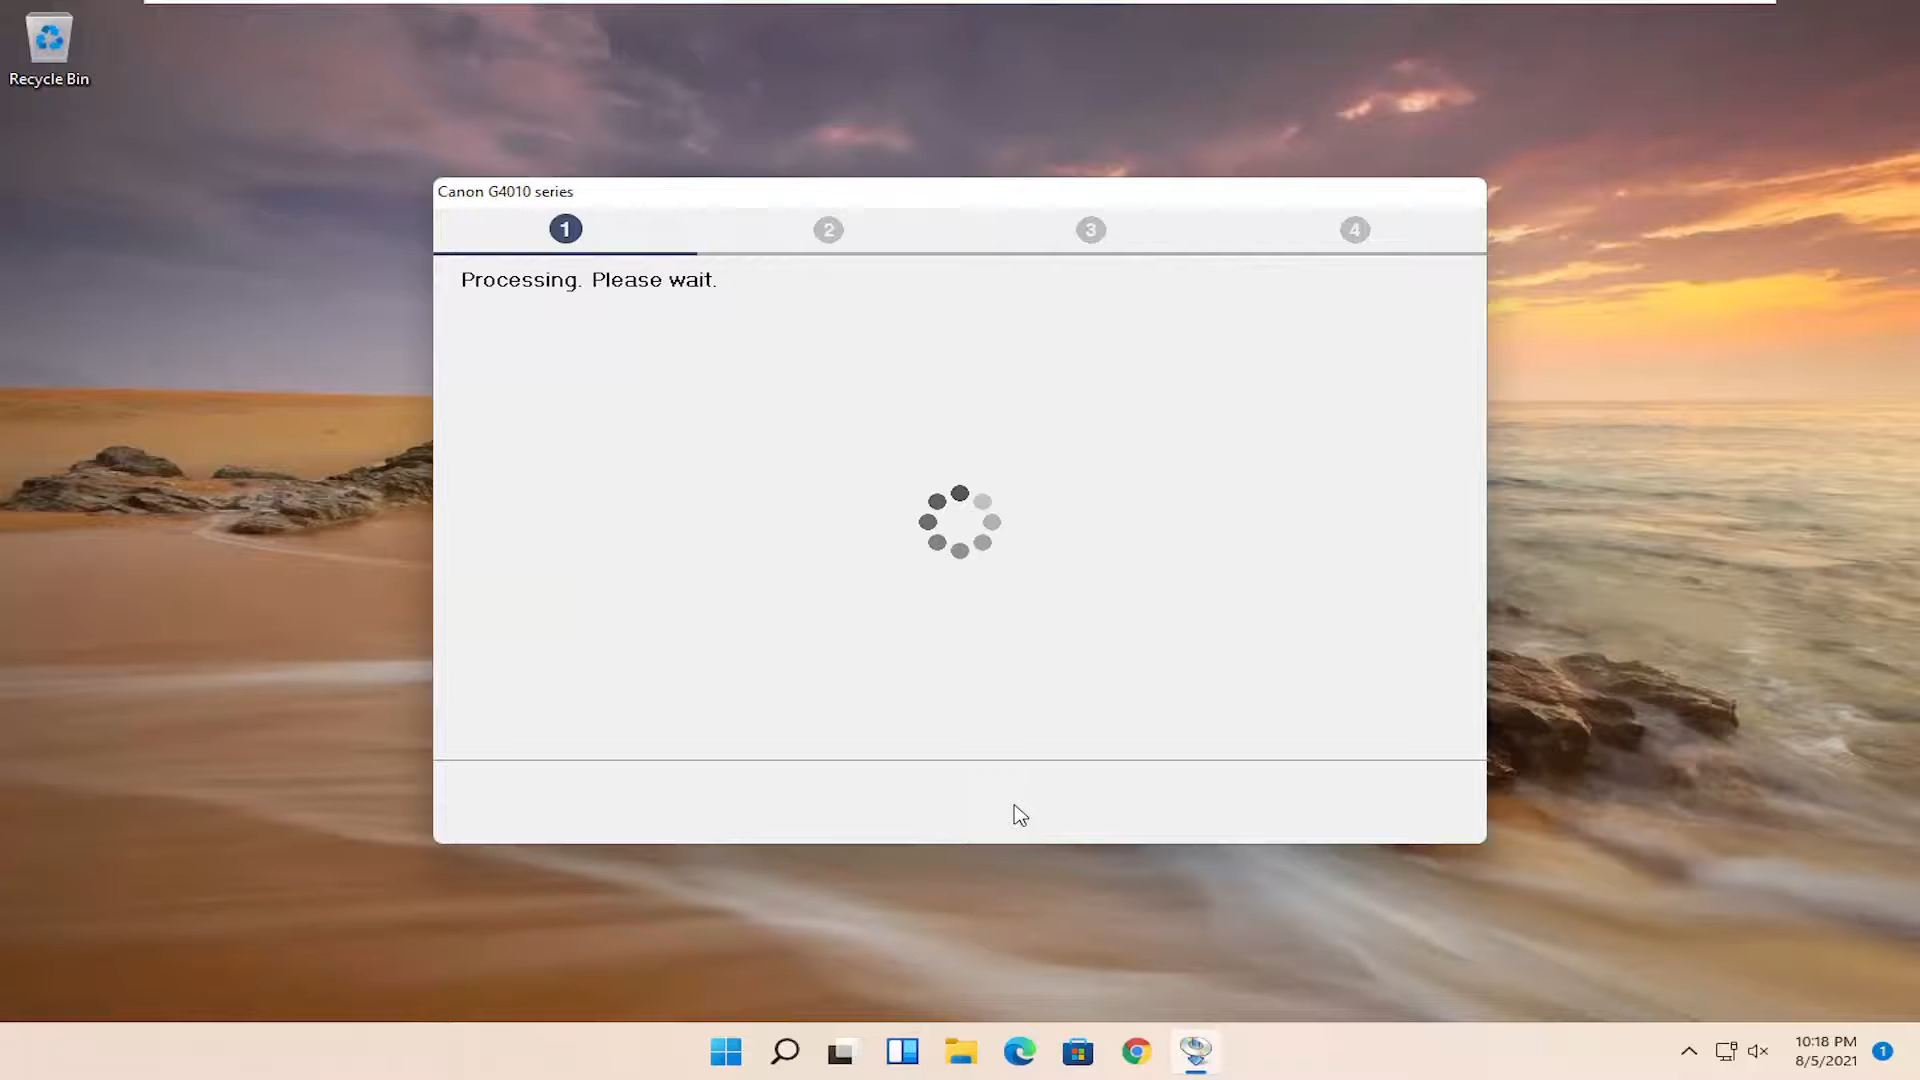 Recycle Bin
Canon G4010 series
1
2
3
4
Processing. Please wait.
10:18 PM
8/5/2021
1